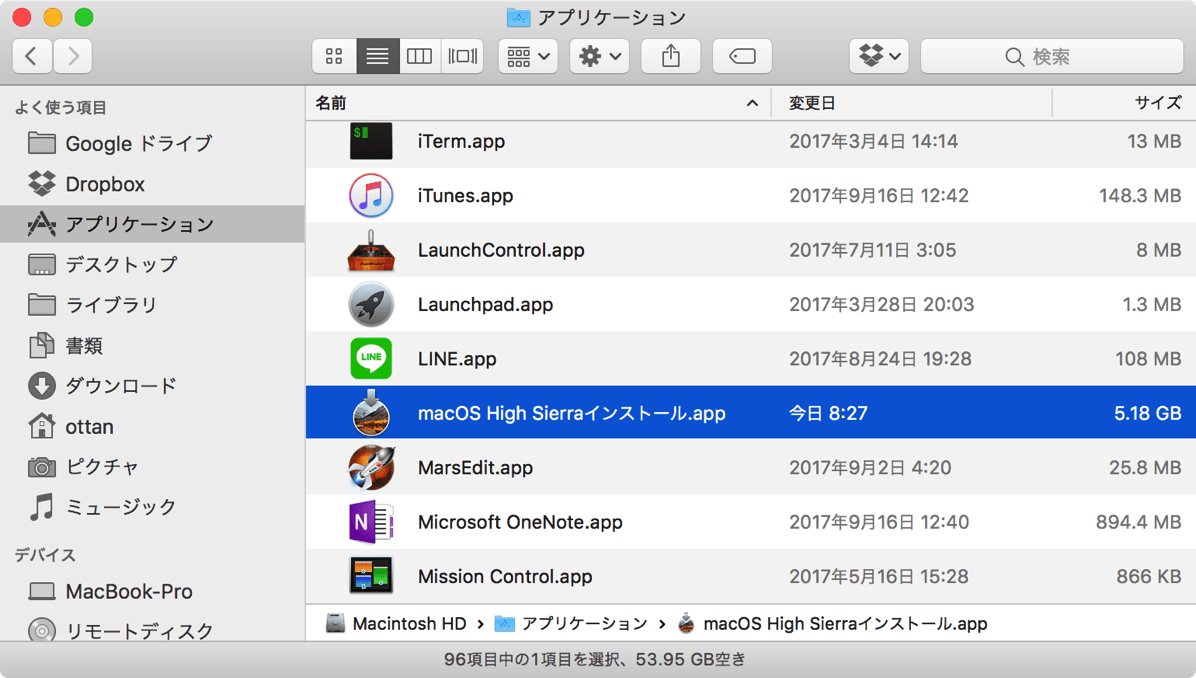 アプリケーション
検索
よく使う項目
Google ドライブ
Dropbox
アプリケーション
デスクトップ
ライブラリ
書類
ダウンロード
ottan
ピクチャ
ミュージック
デバイス
MacBook-Pro
リモートディスク
名前 変更日 サイズ
$ iTerm.app 2017年3月4日 14:14 13 MB
iTunes.app 2017年9月16日 12:42 148.3 MB
LaunchControl.app 2017年7月11日 3:05 8 MB
Launchpad.app 2017年3月28日 20:03 1.3 MB
LINE LINE.app 2017年8月24日 19:28 108 MB
macOS High Sierraインストール.app 今日 8:27 5.18 GB
MarsEdit.app 2017年9月2日 4:20 25.8 MB
N Microsoft OneNote.app 2017年9月16日 12:40 894.4 MB
Mission Control.app 2017年5月16日 15:28 866 KB
Macintosh HD › アプリケーション › macOS High Sierraインストール.app
96項目中の1項目を選択、53.95 GB空き